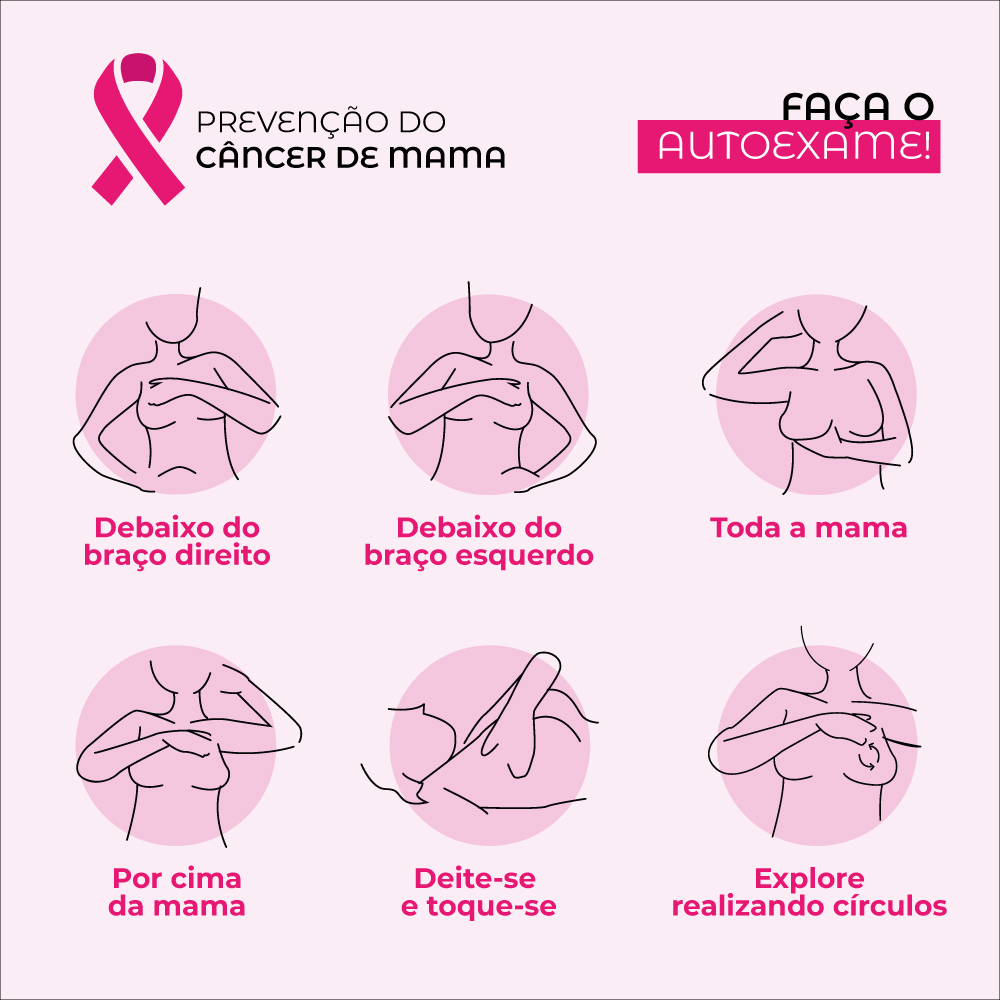 PREVENÇÃO DO
CÂNCER DE MAMA
FAÇA O
AUTOEXAME!
Debaixo do
braço direito
Debaixo do
braço esquerdo
Toda a mama
Por cima
da mama
Deite-se
e toque-se
Explore
realizando círculos